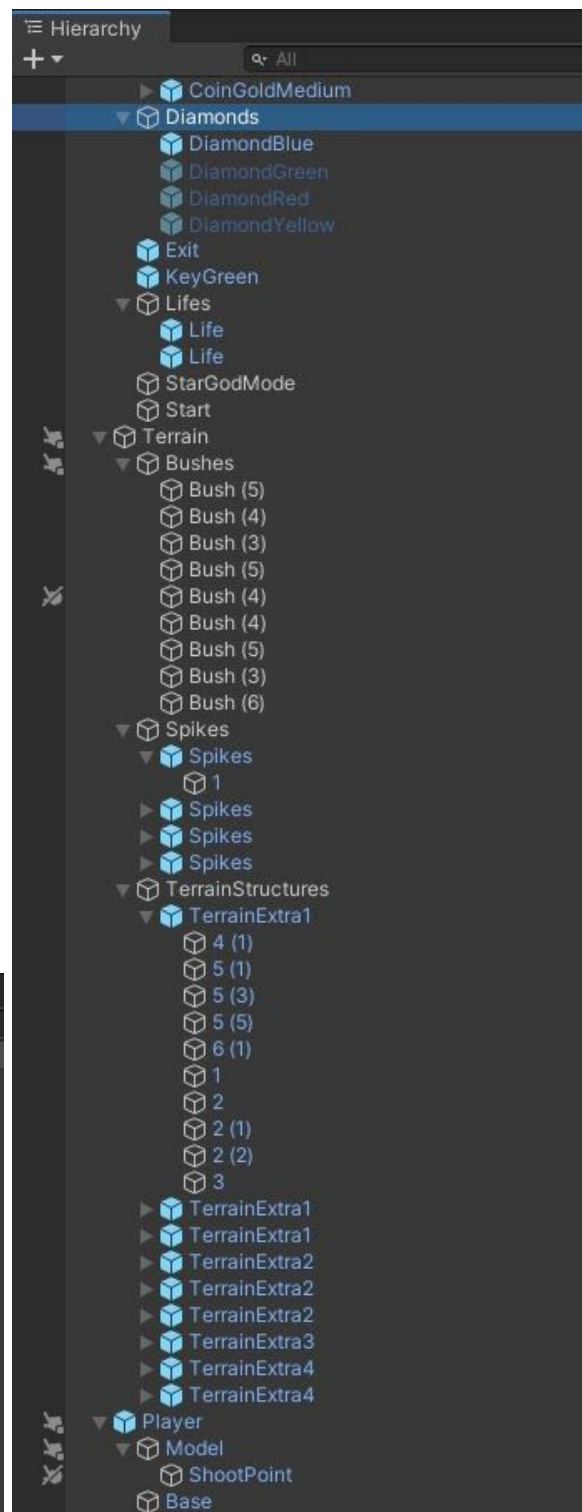 Hierarchy
All
CoinGoldMedium
Diamonds
DiamondBlue
DiamondGreen
DiamondRed
DiamondYellow
Exit
KeyGreen
Lifes
Life
Life
StarGodMode
Start
Terrain
Bushes
Bush (5)
Bush (4)
Bush (3)
Bush (5)
Bush (4)
Bush (4)
Bush (5)
Bush (3)
Bush (6)
Spikes
Spikes
1
Spikes
Spikes
Spikes
TerrainStructures
TerrainExtra1
4 (1)
5 (1)
5 (3)
5 (5)
6 (1)
1
2
2 (1)
2 (2)
3
TerrainExtra1
TerrainExtra1
TerrainExtra2
TerrainExtra2
TerrainExtra2
TerrainExtra3
TerrainExtra4
TerrainExtra4
Player
Model
ShootPoint
Base